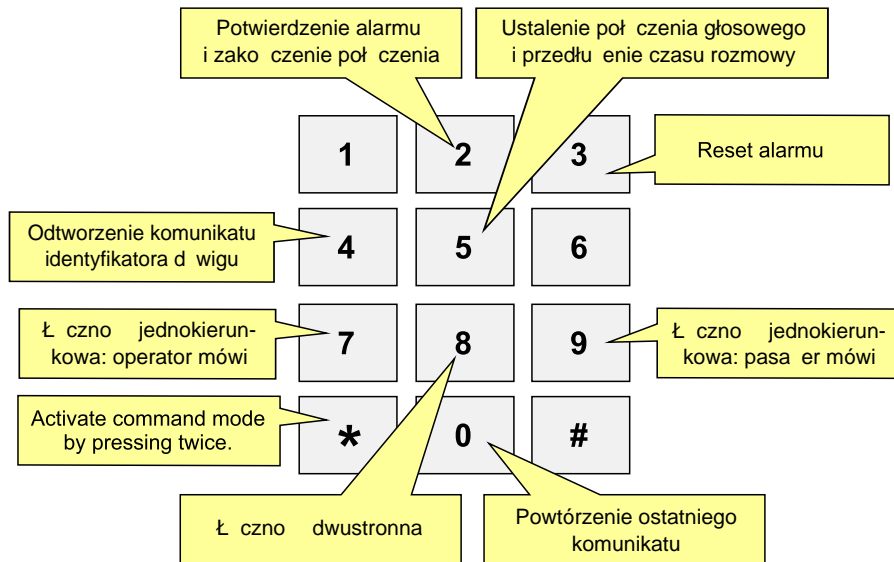 Potwierdzenie alarmu
i zako czenie poł czenia
Ustalenie poł czenia głosowego
i przedłu enie czasu rozmowy
1
2
3
Reset alarmu
Odtworzenie komunikatu
identyfikatora d wigu
4
5
6
Ł czno jednokierun-
kowa: operator mówi
7
8
9
Ł czno jednokierun-
kowa: pasa er mówi
Activate command mode
by pressing twice.
*
0
#
Ł czno dwustronna
Powtórzenie ostatniego
komunikatu